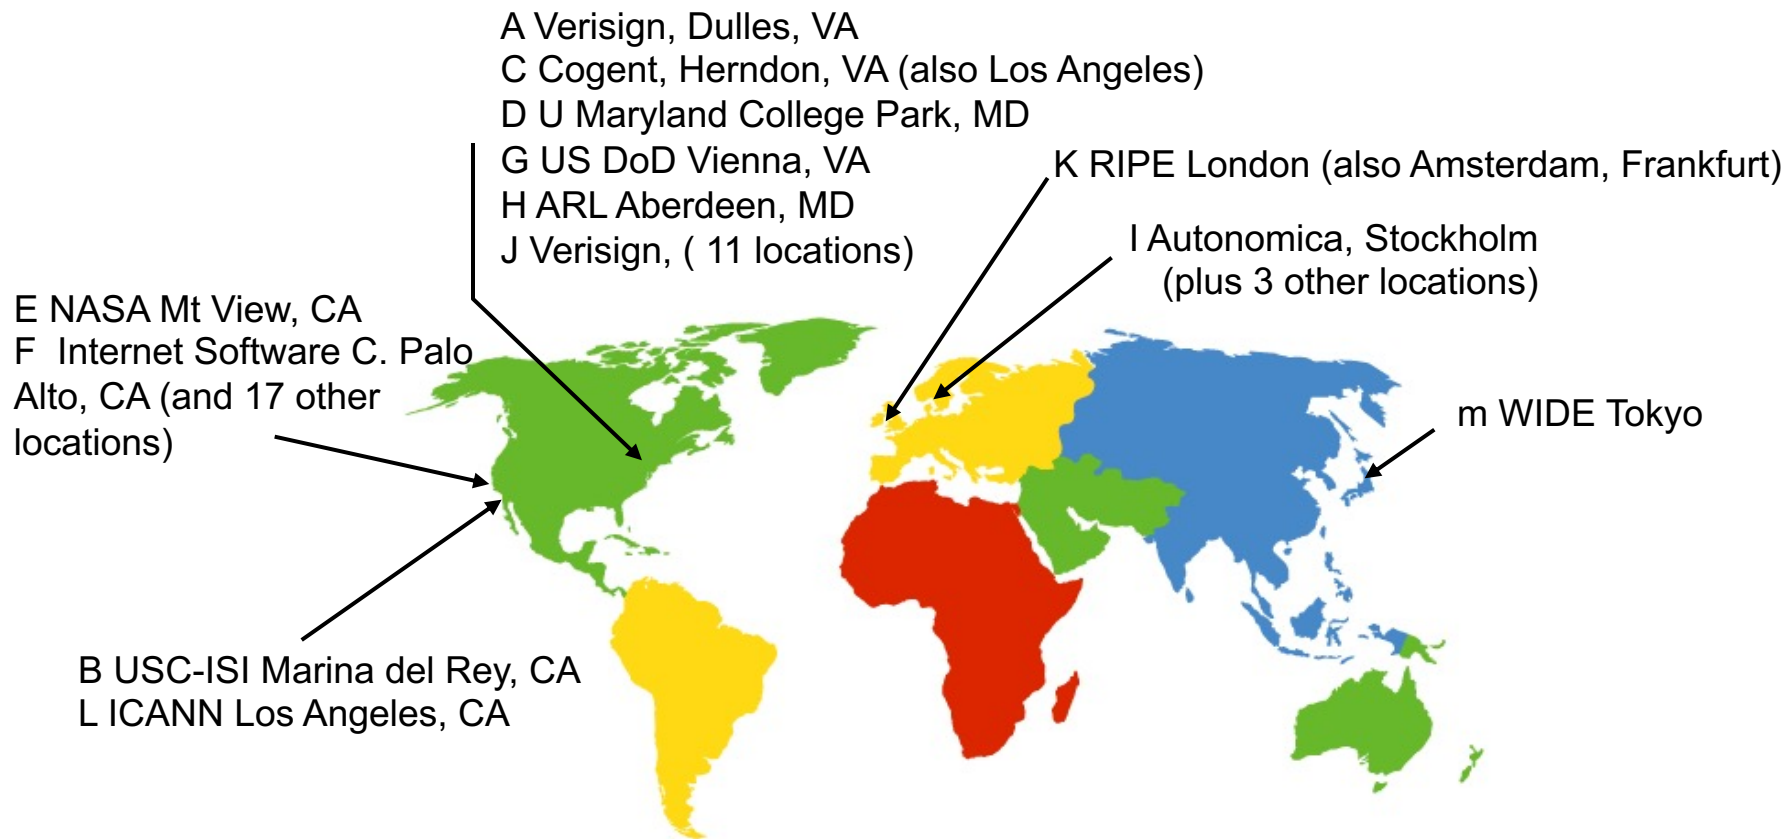 A Verisign, Dulles, VA
C Cogent, Herndon, VA (also Los Angeles)
D U Maryland College Park, MD
G US DoD Vienna, VA
H ARL Aberdeen, MD
J Verisign, ( 11 locations)
K RIPE London (also Amsterdam, Frankfurt)
I Autonomica, Stockholm
(plus 3 other locations)
E NASA Mt View, CA
F Internet Software C. Palo
Alto, CA (and 17 other
locations)
m WIDE Tokyo
B USC-ISI Marina del Rey, CA
L ICANN Los Angeles, CA